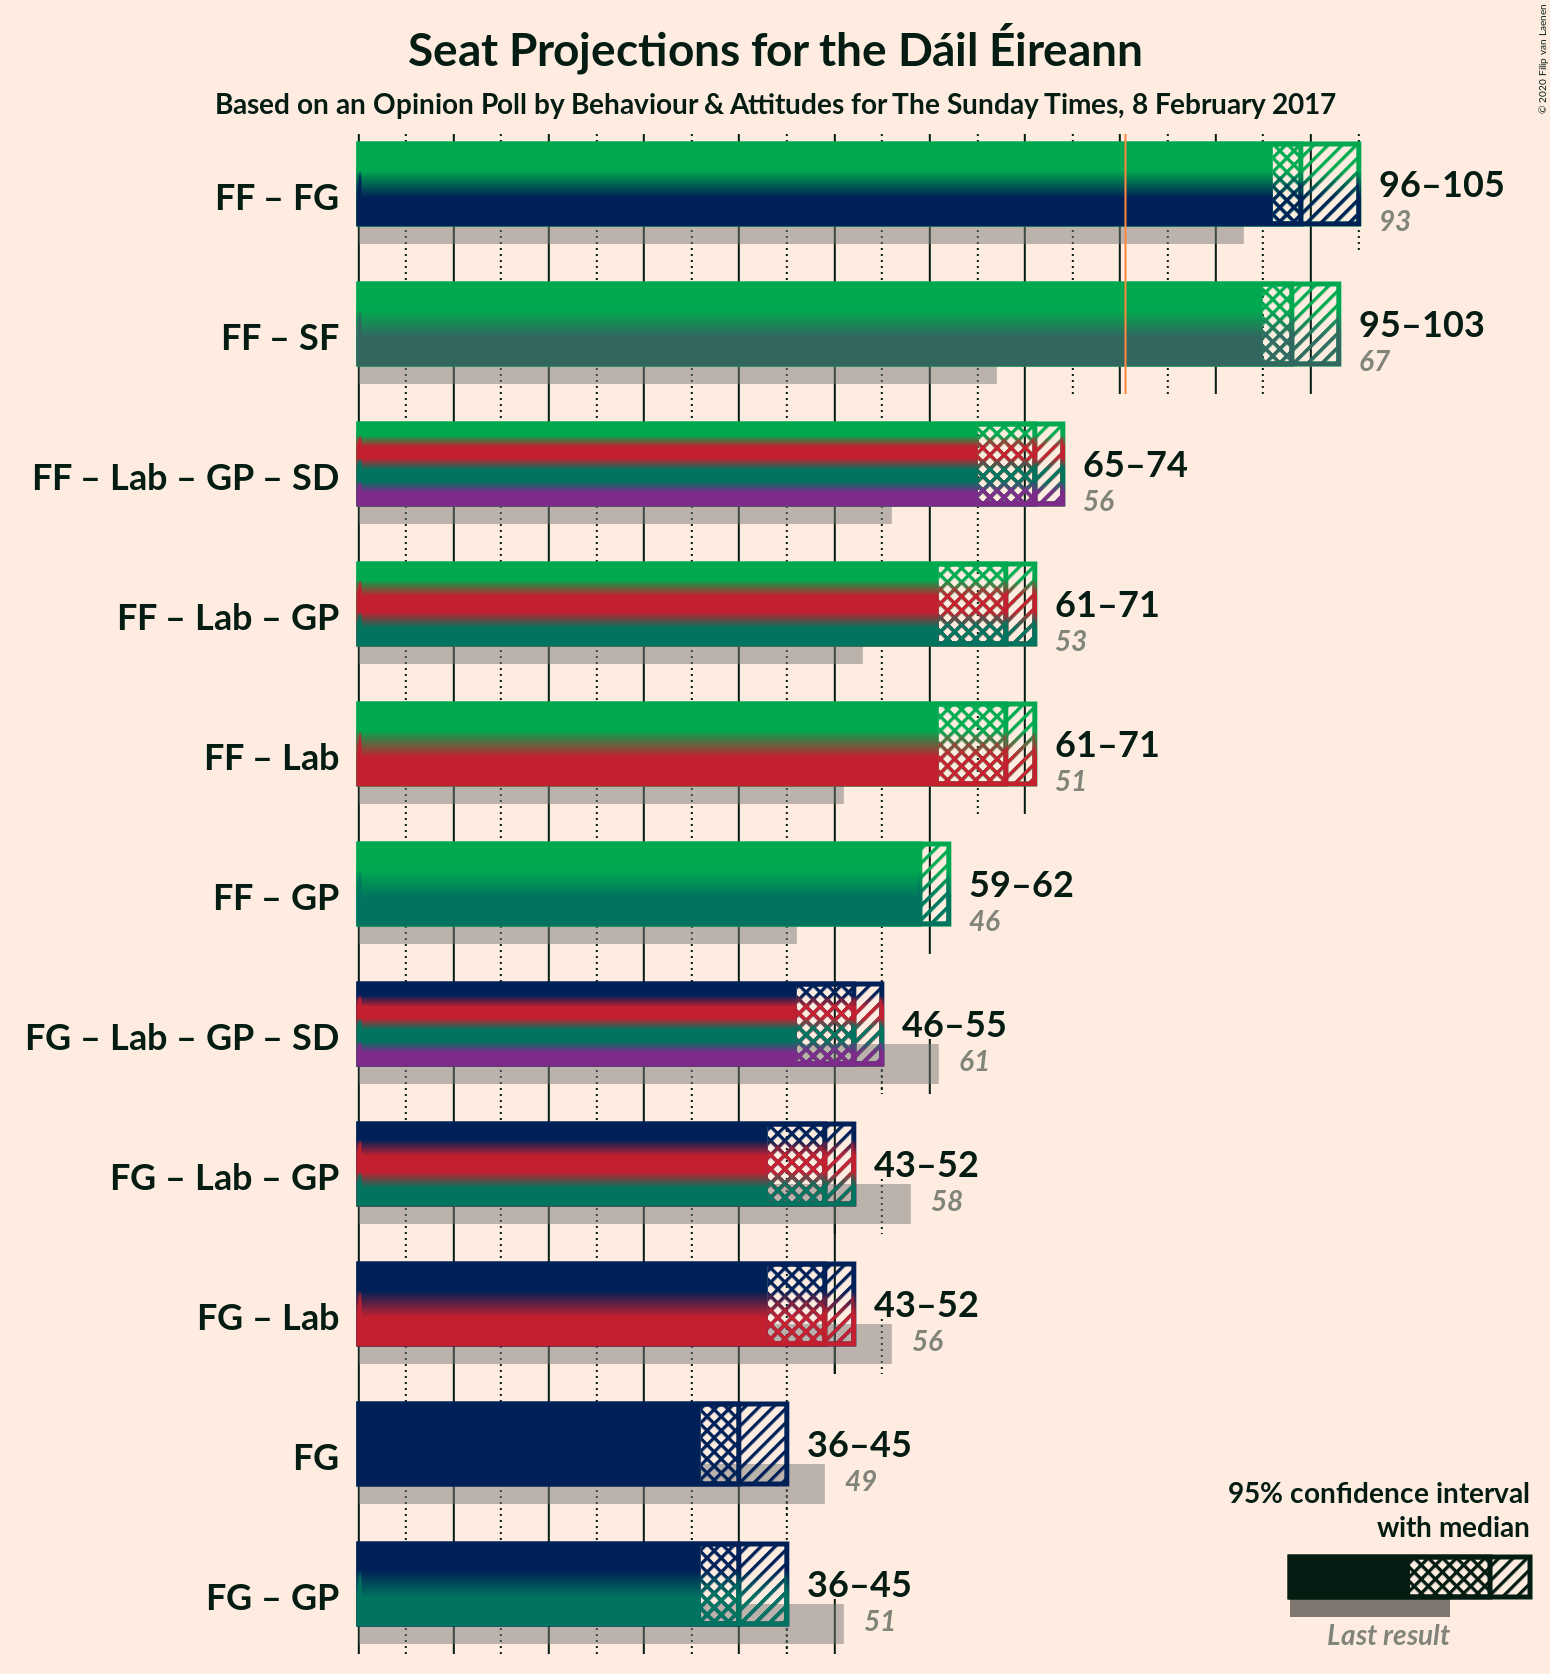 Seat Projections for the Dáil Éireann
Based on an Opinion Poll by Behaviour & Attitudes for The Sunday Times, 8 February 2017
© 2020 Filip van Laenen
FF – FG
96–105
93
FF – SF
95–103
67
FF – Lab – GP – SD
65–74
56
FF – Lab – GP
61–71
53
FF – Lab
61–71
51
FF – GP
59–62
46
FG – Lab – GP – SD
46–55
61
FG – Lab – GP
43–52
58
FG – Lab
43–52
56
FG
36–45
49
FG – GP
36–45
51
95% confidence interval
with median
Last result